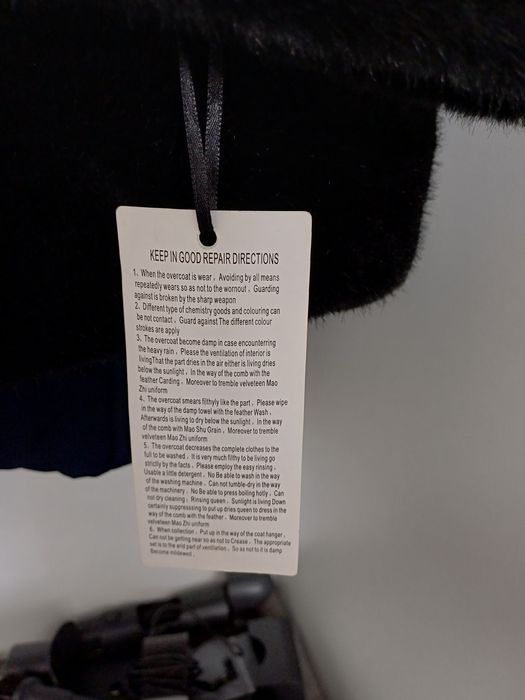 KEEP IN GOOD REPAIR DIRECTIONS
1、When the overcoat is wear，Avoiding by all means
repeatedly wears so as not to the wornout，Guarding
against is broken by the sharp weapon
2、Different type of chemistry goods and colouring can
be not contact，Guard against The different colour
strokes are apply
3、The overcoat become damp in case encounterring
the heavy rain，Please the ventilation of interior is
livingThat the part dries in the air either is living dries
below the sunlight，In the way of the comb with the
feather Carding，Moreover to tremble velveteen Mao
Zhi uniform
4、The overcoat smears filthyly like the part，Please wipe
in the way of the damp towel with the feather Wash，
Afterwards is living to dry below the sunlight，In the way
of the comb with Mao Shu Grain，Moreover to tremble
velveteen Mao Zhi uniform
5、The overcoat decreases the complete clothes to the
full to be washed，It is very much filthy to be living go
strictly by the facts，Please employ the easy rinsing，
Usable a little detergent，No Be able to wash in the way
of the washing machine，Can not tumble-dry in the way
of the machinery，No Be able to press boiling hotly，Can
not dry cleaning；Rinsing queen，Sunlight is living Down
certainly suppresssing to put up dries queen to dress in the
way of the comb with the feather，Moreover to tremble
velveteen Mao Zhi uniform
6、When collection，Put up in the way of the coat hanger，
Can not be getting near so as not to Crease，The appropriate
set is to the arid part of ventilation，So as not to it is damp
Become mildewed．